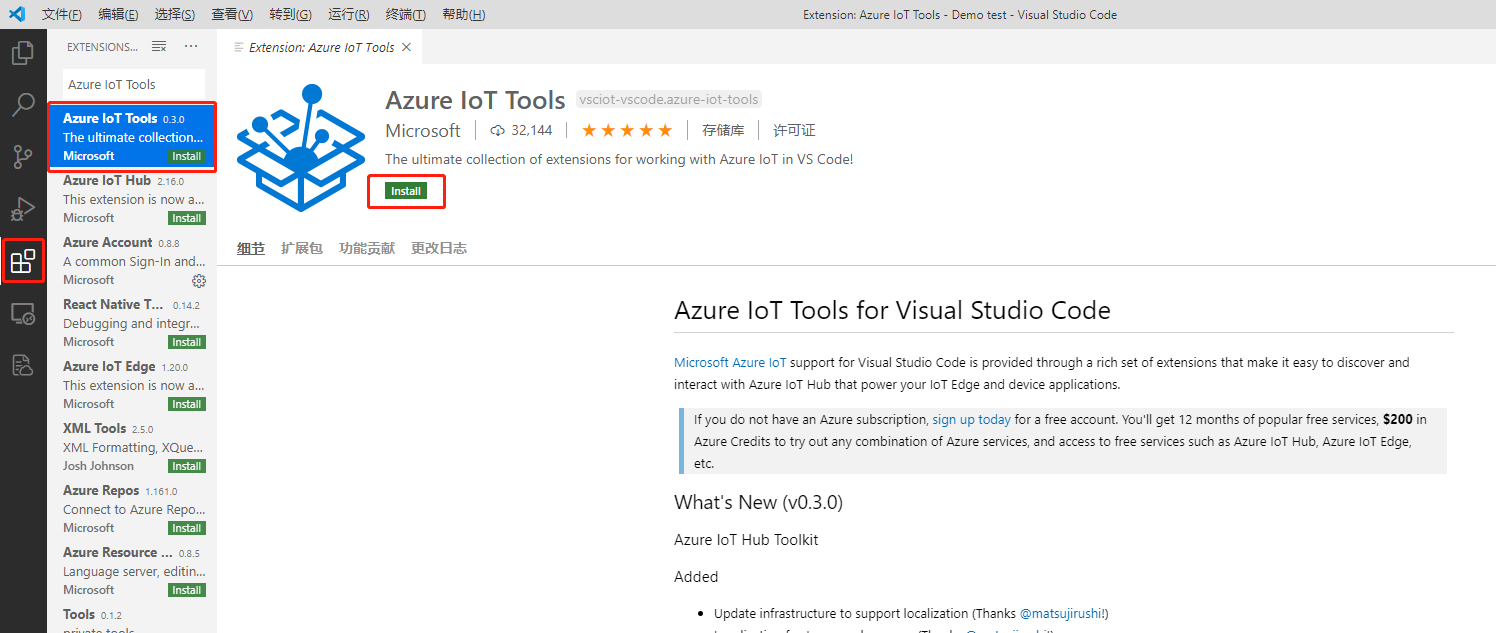 文件(F) 编辑(E) 选择(S) 查看(V) 转到(G) 运行(R) 终端(T) 帮助(H) Extension: Azure IoT Tools - Demo test - Visual Studio Code
EXTENSIONS...
Azure IoT Tools
Azure IoT Tools 0.3.0
The ultimate collection...
Microsoft Install
Azure IoT Hub 2.16.0
This extension is now a...
Microsoft Install
Azure Account 0.8.8
A common Sign-In and...
Microsoft
React Native T... 0.14.2
Debugging and integr...
Microsoft Install
Azure IoT Edge 1.20.0
This extension is now a...
Microsoft Install
XML Tools 2.5.0
XML Formatting, XQue...
Josh Johnson Install
Azure Repos 1.161.0
Connect to Azure Repo...
Microsoft Install
Azure Resource ... 0.8.5
Language server, editin...
Microsoft Install
Tools 0.1.2
private tools
Extension: Azure IoT Tools
Azure IoT Tools vsciot-vscode.azure-iot-tools
Microsoft 32,144 ★★★★★ 存储库 许可证
The ultimate collection of extensions for working with Azure IoT in VS Code!
Install
细节 扩展包 功能贡献 更改日志
Azure IoT Tools for Visual Studio Code
Microsoft Azure IoT support for Visual Studio Code is provided through a rich set of extensions that make it easy to discover and
interact with Azure IoT Hub that power your IoT Edge and device applications.
If you do not have an Azure subscription, sign up today for a free account. You'll get 12 months of popular free services, $200 in
Azure Credits to try out any combination of Azure services, and access to free services such as Azure IoT Hub, Azure IoT Edge,
etc.
What's New (v0.3.0)
Azure IoT Hub Toolkit
Added
• Update infrastructure to support localization (Thanks @matsujirushi!)